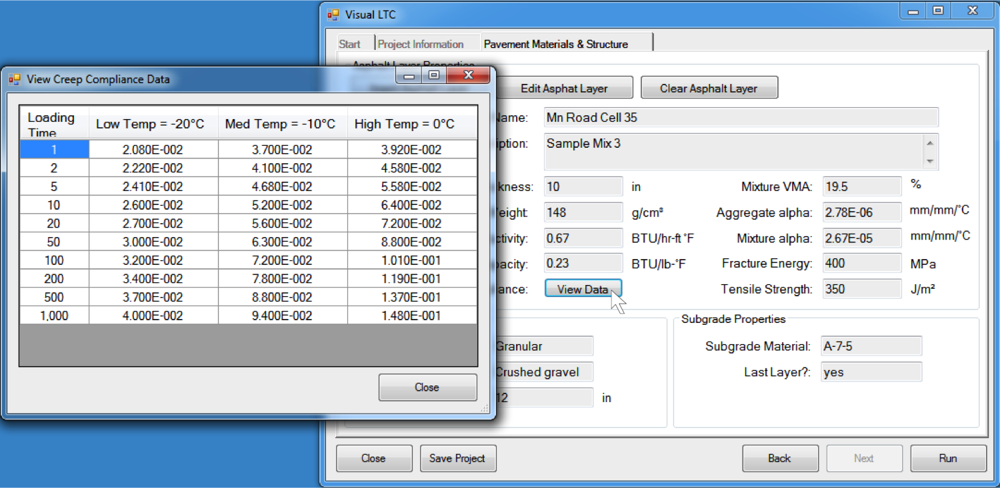 Visual LTC
Start Project Information Pavement Materials & Structure
Asphalt Layer Properties
Edit Asphat Layer Clear Asphalt Layer
Name: Mn Road Cell 35
iption: Sample Mix 3
kness: 10 in Mixture VMA: 19.5 %
eight: 148 g/cm³ Aggregate alpha: 2.78E-06 mm/mm/°C
ctivity: 0.67 BTU/hr-ft °F Mixture alpha: 2.67E-05 mm/mm/°C
pacity: 0.23 BTU/lb-°F Fracture Energy: 400 MPa
iance: View Data Tensile Strength: 350 J/m²
Granular
Crushed gravel
12 in
Subgrade Properties
Subgrade Material: A-7-5
Last Layer?: yes
Close Save Project Back Next Run
View Creep Compliance Data
Loading Time Low Temp = -20°C Med Temp = -10°C High Temp = 0°C
1 2.080E-002 3.700E-002 3.920E-002
2 2.220E-002 4.100E-002 4.580E-002
5 2.410E-002 4.680E-002 5.580E-002
10 2.600E-002 5.200E-002 6.400E-002
20 2.700E-002 5.600E-002 7.200E-002
50 3.000E-002 6.300E-002 8.800E-002
100 3.200E-002 7.200E-002 1.010E-001
200 3.400E-002 7.800E-002 1.190E-001
500 3.700E-002 8.800E-002 1.370E-001
1,000 4.000E-002 9.400E-002 1.480E-001
Close